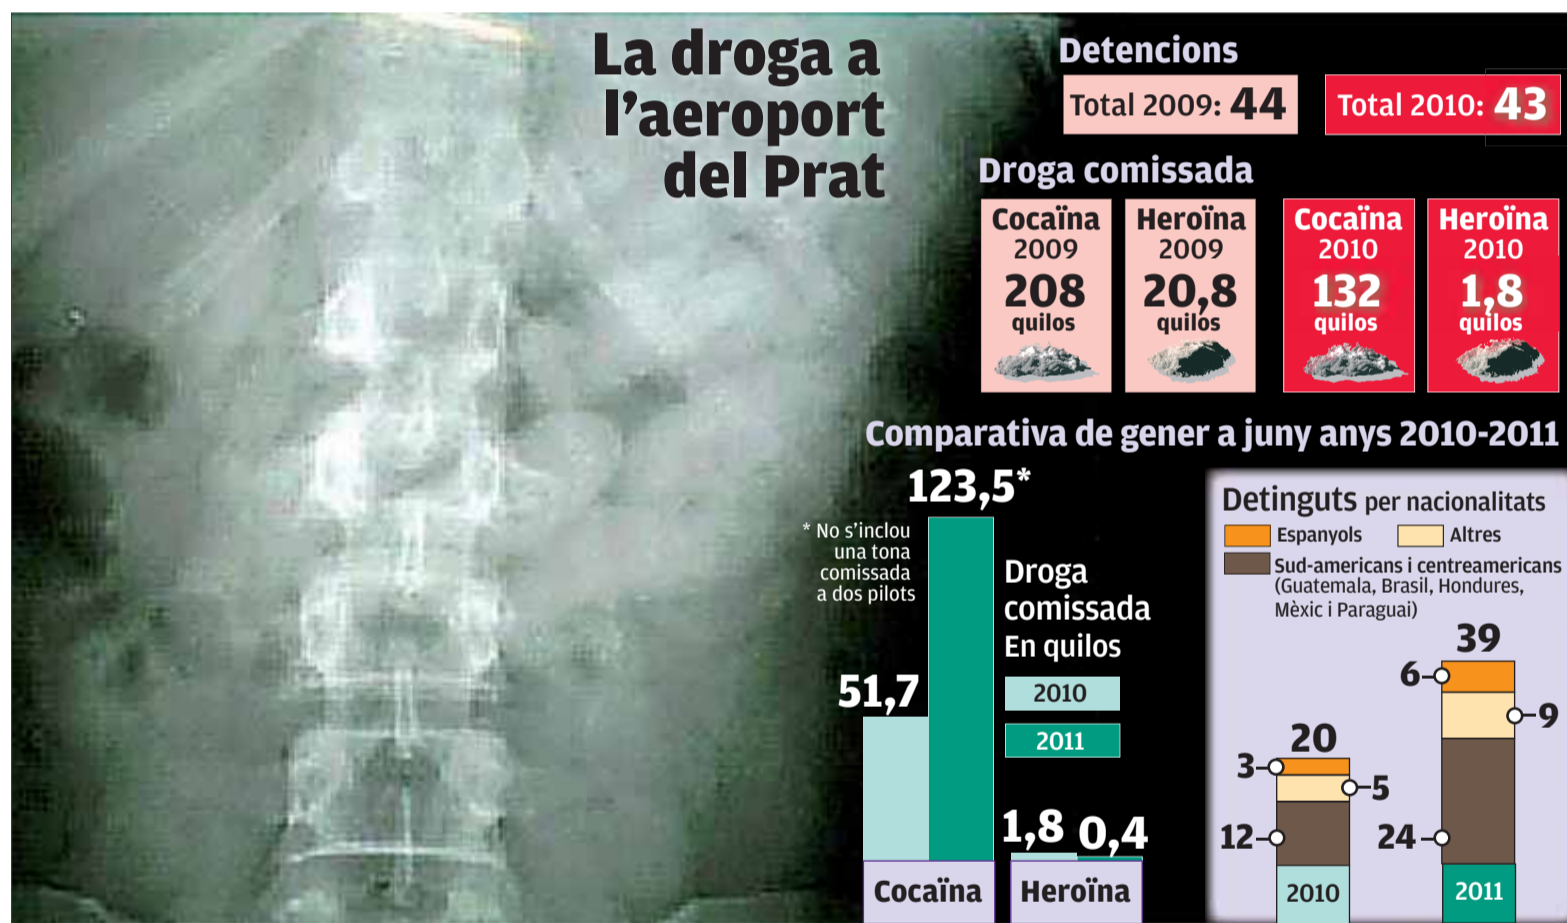 La droga a
l’aeroport
del Prat
Detencions
Total 2009: 44
Total 2010: 43
Droga comissada
Cocaïna
2009
208
quilos
Heroïna
2009
20,8
quilos
Cocaïna
2010
132
quilos
Heroïna
2010
1,8
quilos
Comparativa de gener a juny anys 2010-2011
123,5*
* No s’inclou
una tona
comissada
a dos pilots
51,7
Droga
comissada
En quilos
2010
2011
1,8
0,4
Cocaïna
Heroïna
Detinguts per nacionalitats
Espanyols
Altres
Sud-americans i centreamericans
(Guatemala, Brasil, Hondures,
Mèxic i Paraguai)
20
3
5
12
2010
39
6
9
24
2011